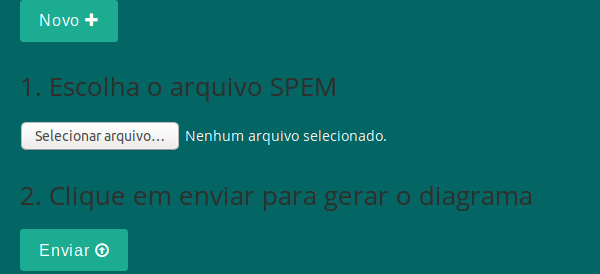 Novo
1. Escolha o arquivo SPEM
Selecionar arquivo... Nenhum arquivo selecionado.
2. Clique em enviar para gerar o diagrama
Enviar